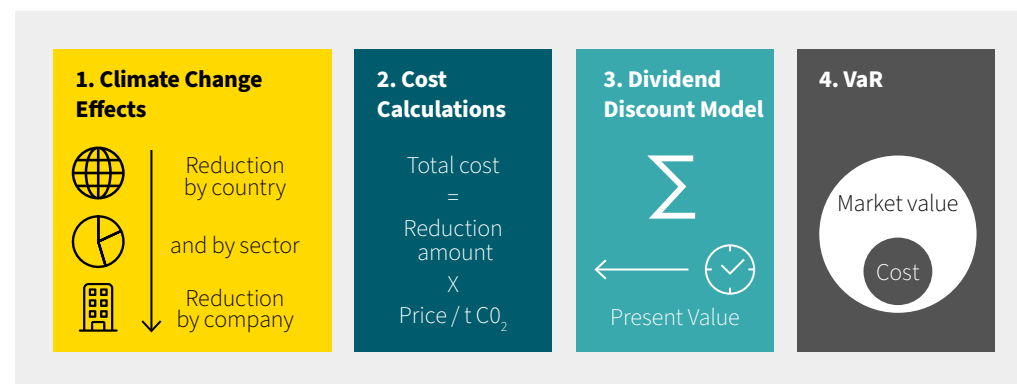 1. Climate Change
Effects
Reduction
by country
and by sector
Reduction
by company
2. Cost
Calculations
Total cost
=
Reduction
amount
X
Price / t C0₂
3. Dividend
Discount Model
Σ
Present Value
4. VaR
Market value
Cost